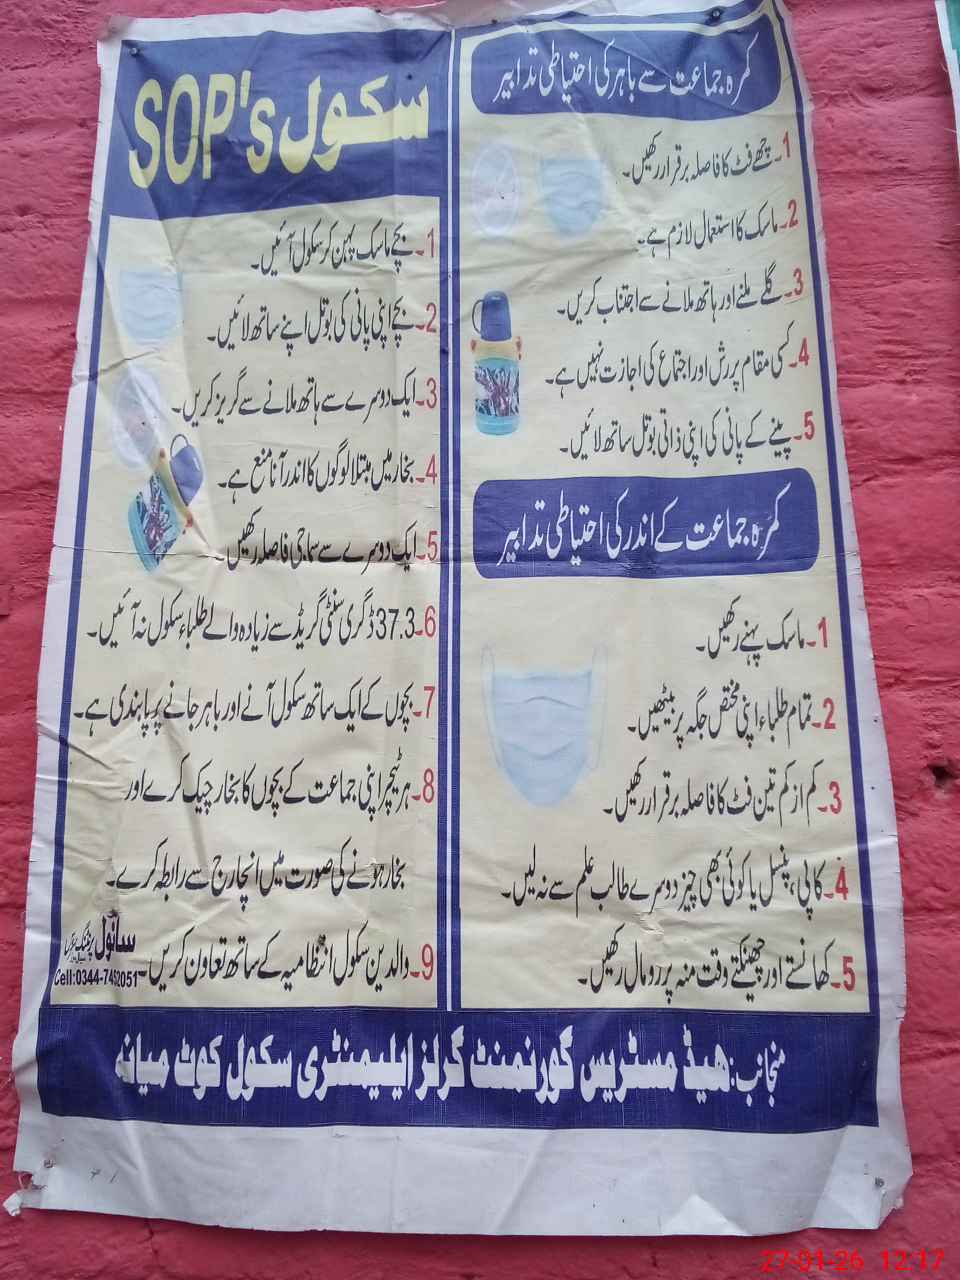 سکول SOP's
1۔ بچے ماسک پہن کر سکول آئیں۔
2۔ بچے اپنی پانی کی بوتل اپنے ساتھ لائیں۔
3۔ ایک دوسرے سے ہاتھ ملانے سے گریز کریں۔
4۔ بخار میں مبتلا لوگوں کا اندر آنا منع ہے۔
5۔ ایک دوسرے سے سماجی فاصلہ رکھیں۔
6۔ 37.3 ڈگری سنٹی گریڈ سے زیادہ والے طلباء سکول نہ آئیں۔
7۔ بچوں کے ایک ساتھ سکول آنے اور باہر جانے پر پابندی ہے۔
8۔ ہر ٹیچر اپنی جماعت کے بچوں کا بخار چیک کرے اور
بخار ہونے کی صورت میں انچارج سے رابطہ کرے۔
9۔ والدین سکول انتظامیہ کے ساتھ تعاون کریں۔
سانول
Cell:0344-7492051
کمرہ جماعت سے باہر کی احتیاطی تدابیر
1۔ چھے فٹ کا فاصلہ برقرار رکھیں۔
2۔ ماسک کا استعمال لازم ہے۔
3۔ گلے ملنے اور ہاتھ ملانے سے اجتناب کریں۔
4۔ کسی مقام پر رش اور اجتماع کی اجازت نہیں ہے۔
5۔ پینے کے پانی کی اپنی ذاتی بوتل ساتھ لائیں۔
کمرہ جماعت کے اندر کی احتیاطی تدابیر
1۔ ماسک پہنے رکھیں۔
2۔ تمام طلباء اپنی مختص جگہ پر بیٹھیں۔
3۔ کم از کم تین فٹ کا فاصلہ برقرار رکھیں۔
4۔ کاپی، پنسل یا کوئی بھی چیز دوسرے طالب علم سے نہ لیں۔
5۔ کھانستے اور چھینکتے وقت منہ پر رومال رکھیں۔
منجانب: ہیڈ مسٹریس گورنمنٹ گرلز ایلیمنٹری سکول کوٹ میانہ
27-01-26 12:17